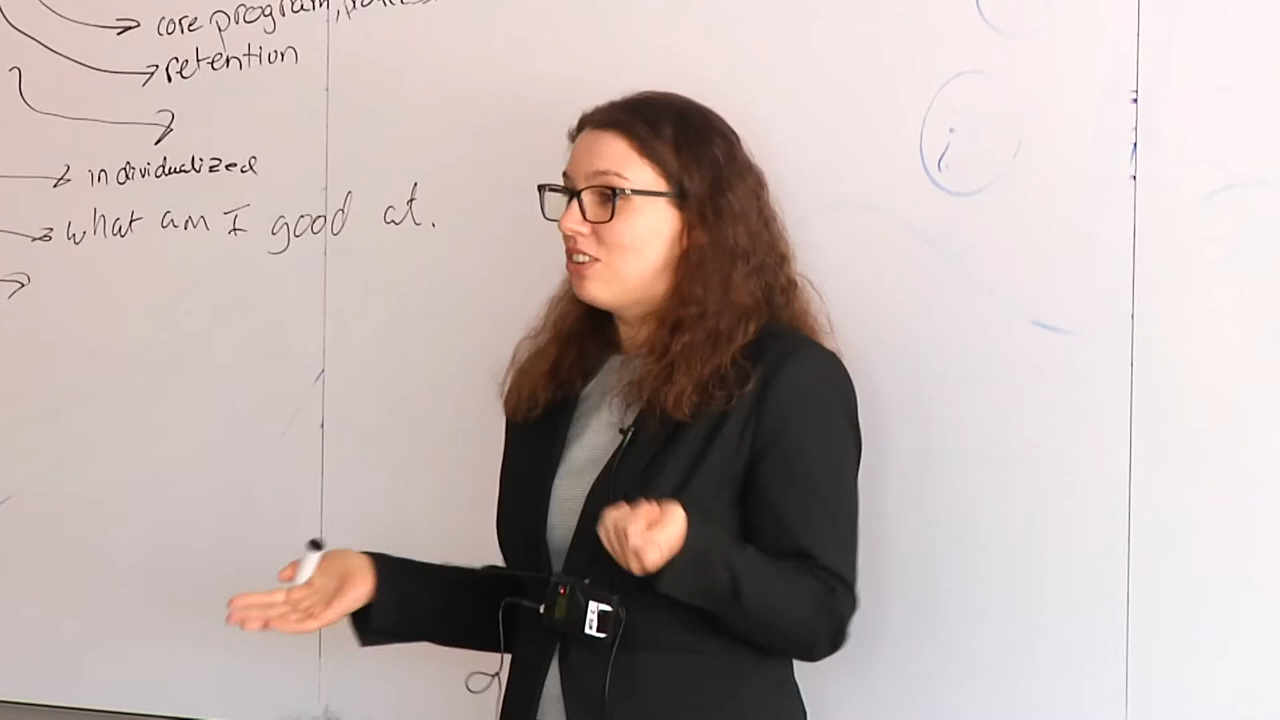 core program,
retention
individualized
what am I good at.
i